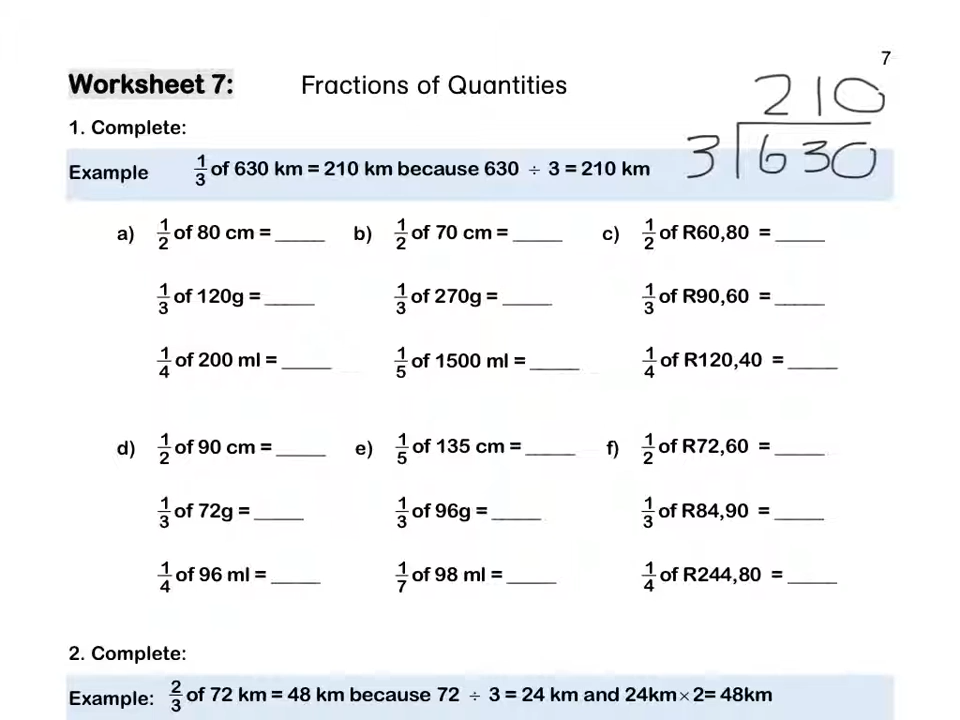 7
Worksheet 7: Fractions of Quantities
210
1. Complete:
3 630
Example 1/3 of 630 km = 210 km because 630 ÷ 3 = 210 km
a) 1/2 of 80 cm = _____ b) 1/2 of 70 cm = _____ c) 1/2 of R60,80 = _____
1/3 of 120g = _____ 1/3 of 270g = _____ 1/3 of R90,60 = _____
1/4 of 200 ml = _____ 1/5 of 1500 ml = _____ 1/4 of R120,40 = _____
d) 1/2 of 90 cm = _____ e) 1/5 of 135 cm = _____ f) 1/2 of R72,60 = _____
1/3 of 72g = _____ 1/3 of 96g = _____ 1/3 of R84,90 = _____
1/4 of 96 ml = _____ 1/7 of 98 ml = _____ 1/4 of R244,80 = _____
2. Complete:
Example: 2/3 of 72 km = 48 km because 72 ÷ 3 = 24 km and 24km×2= 48km